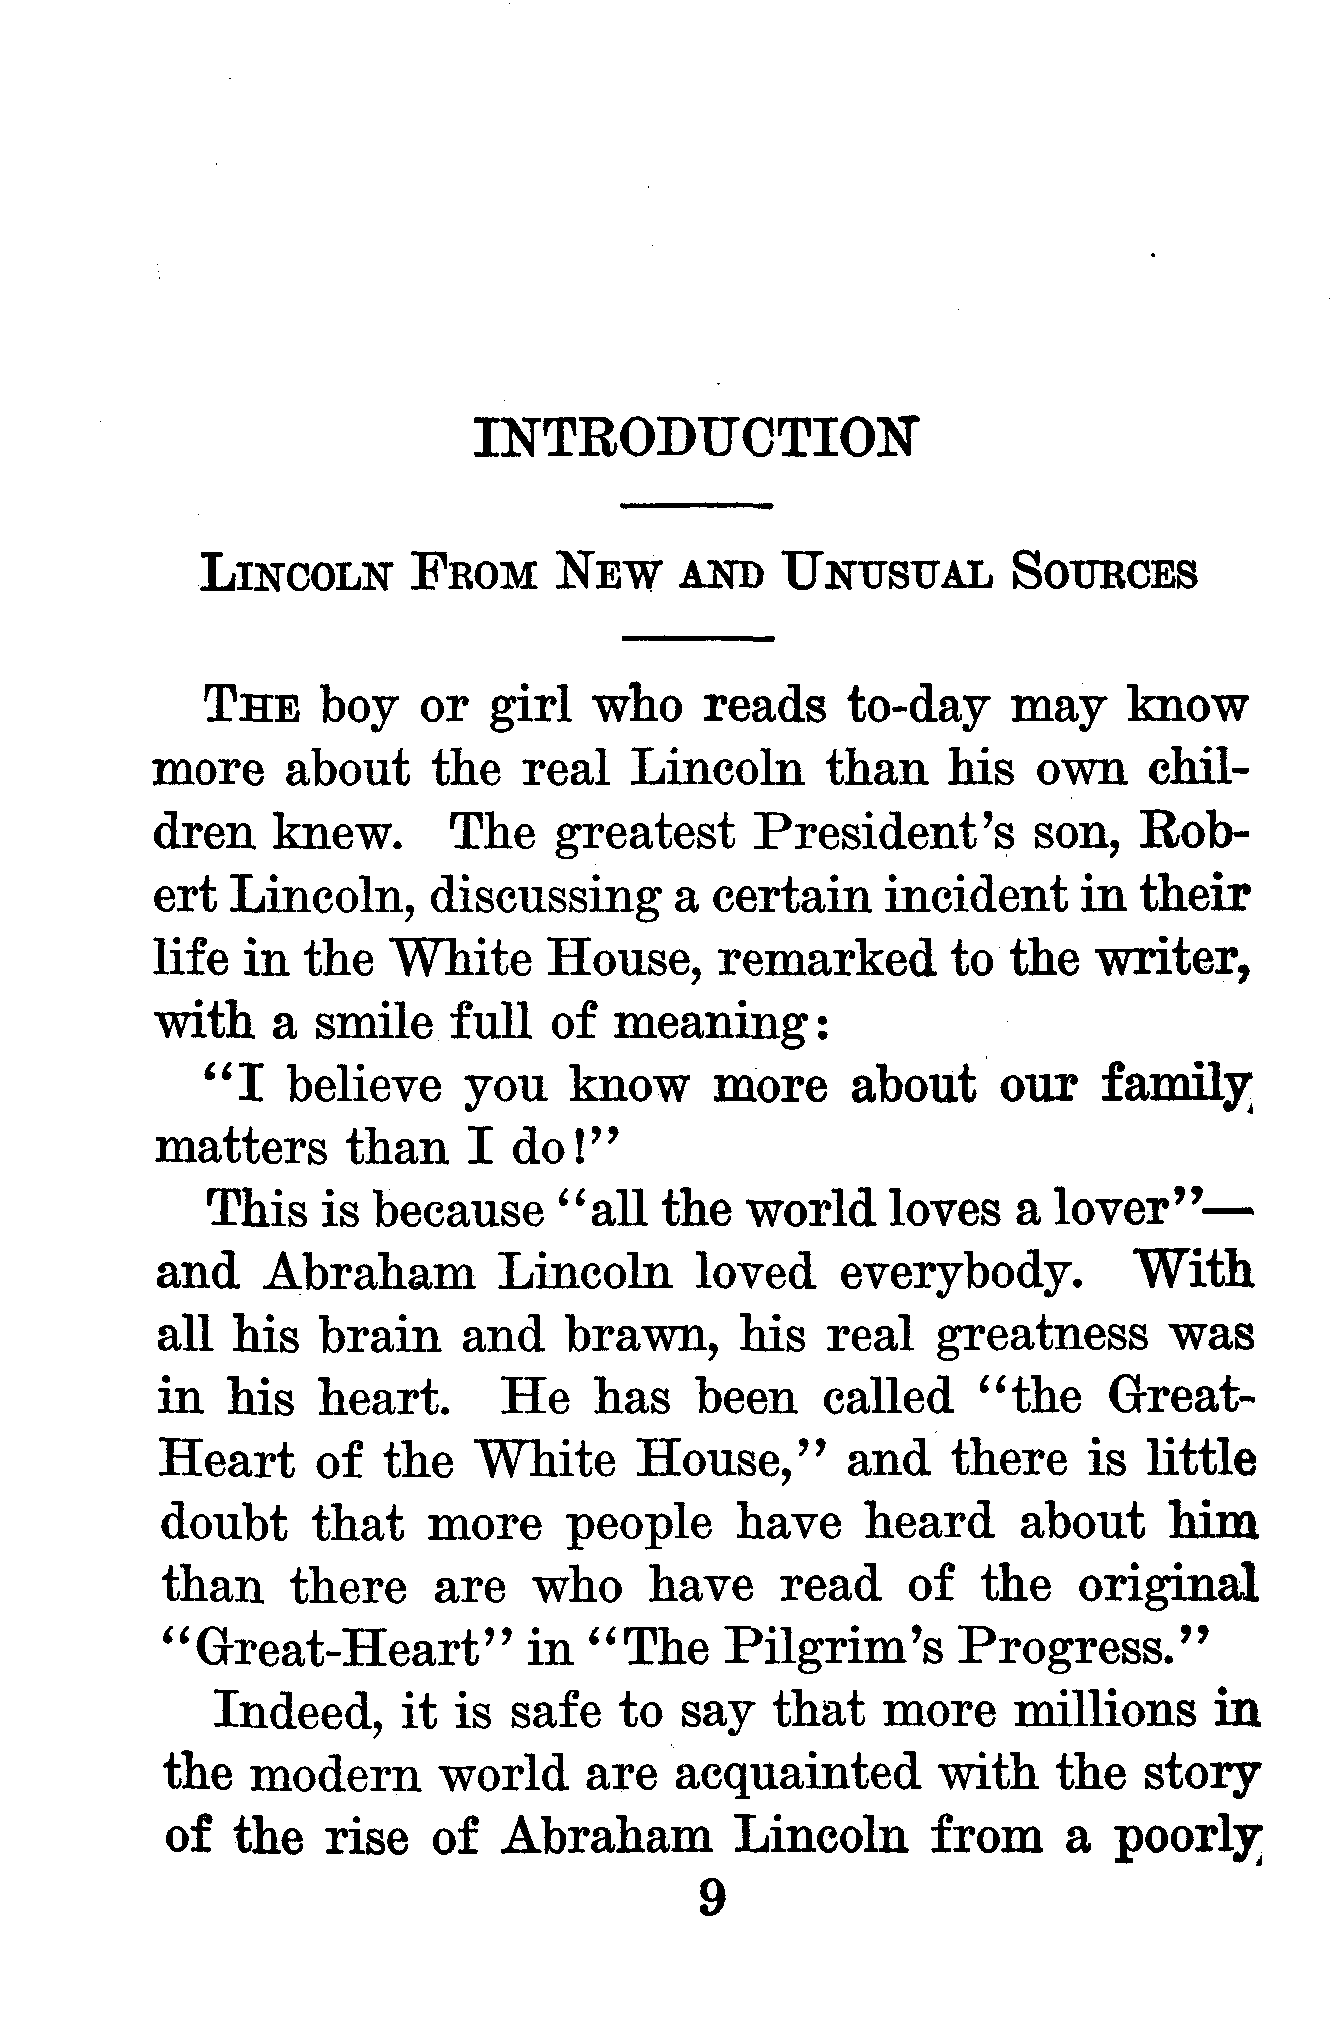 INTRODUCTION
LINCOLN FROM NEW AND UNUSUAL SOURCES
THE boy or girl who reads to-day may know
more about the real Lincoln than his own chil-
dren knew. The greatest President's son, Rob-
ert Lincoln, discussing a certain incident in their
life in the White House, remarked to the writer,
with a smile full of meaning:
"I believe you know more about our family
matters than I do!"
This is because "all the world loves a lover"—
and Abraham Lincoln loved everybody. With
all his brain and brawn, his real greatness was
in his heart. He has been called "the Great-
Heart of the White House," and there is little
doubt that more people have heard about him
than there are who have read of the original
"Great-Heart" in "The Pilgrim's Progress."
Indeed, it is safe to say that more millions in
the modern world are acquainted with the story
of the rise of Abraham Lincoln from a poorly
9